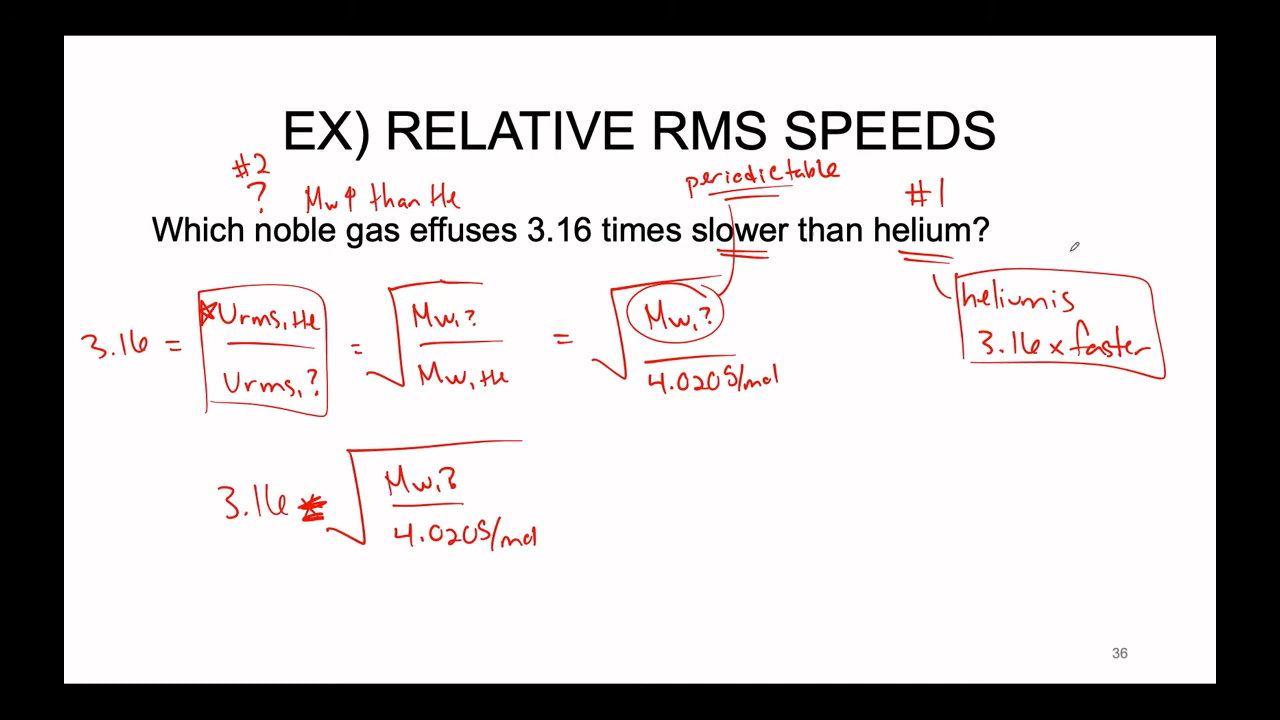 EX) RELATIVE RMS SPEEDS
#2
periodic table
? Mw↑ than He
#1
Which noble gas effuses 3.16 times slower than helium?
helium is
3.16 x faster
3.16 = Urms, He / Urms, ? = √ Mw, ? / Mw, He = √ Mw, ? / 4.020g/mol
3.16 = √ Mw, ? / 4.020g/mol
36